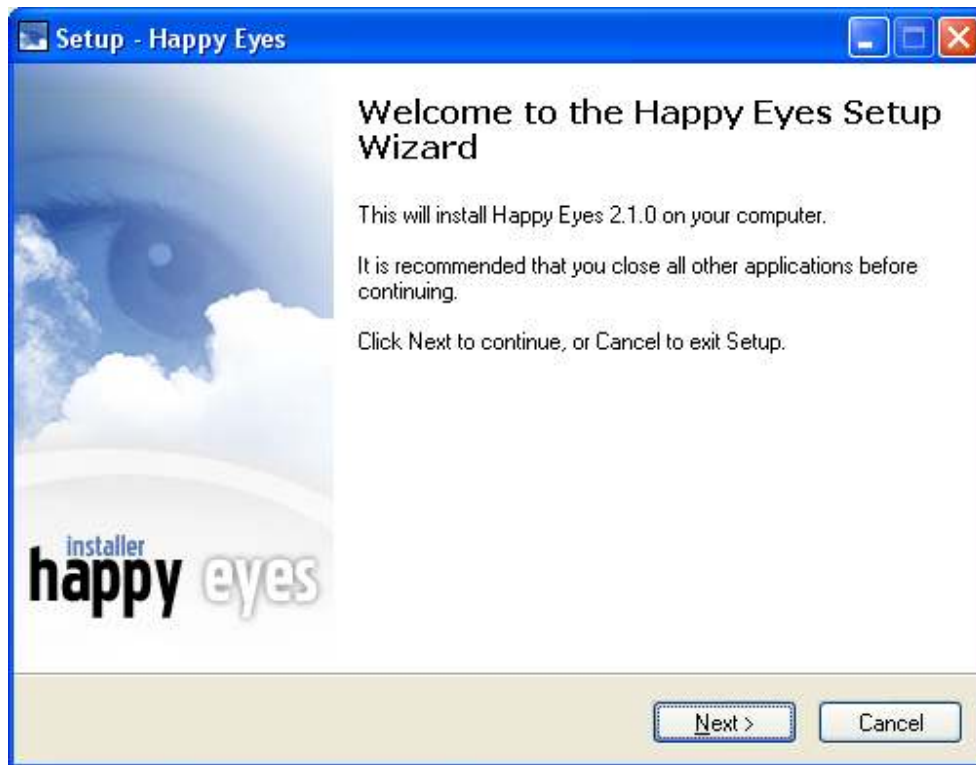 Setup - Happy Eyes
Welcome to the Happy Eyes Setup
Wizard
This will install Happy Eyes 2.1.0 on your computer.
It is recommended that you close all other applications before
continuing.
Click Next to continue, or Cancel to exit Setup.
installer
happy eyes
Next >
Cancel